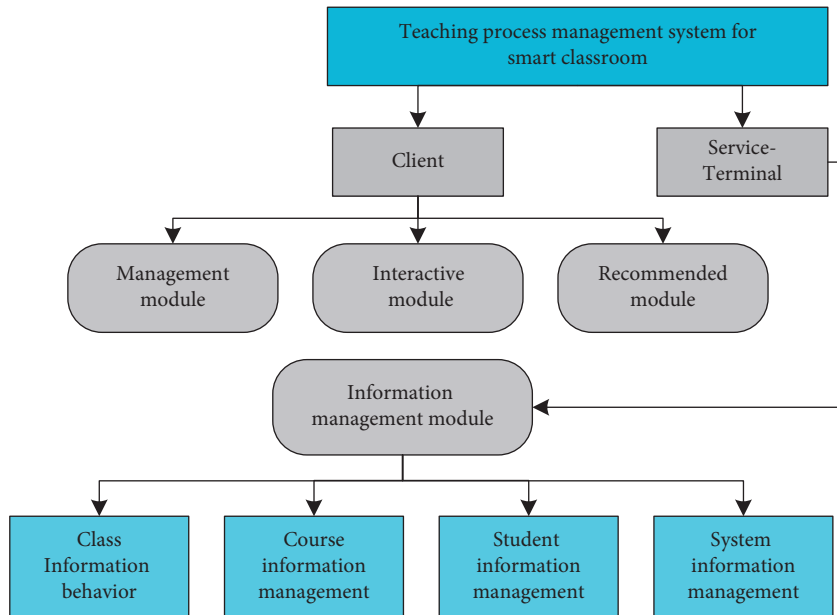 Teaching process management system for
smart classroom
Client
Service-
Terminal
Management
module
Interactive
module
Recommended
module
Information
management module
Class
Information
behavior
Course
information
management
Student
information
management
System
information
management